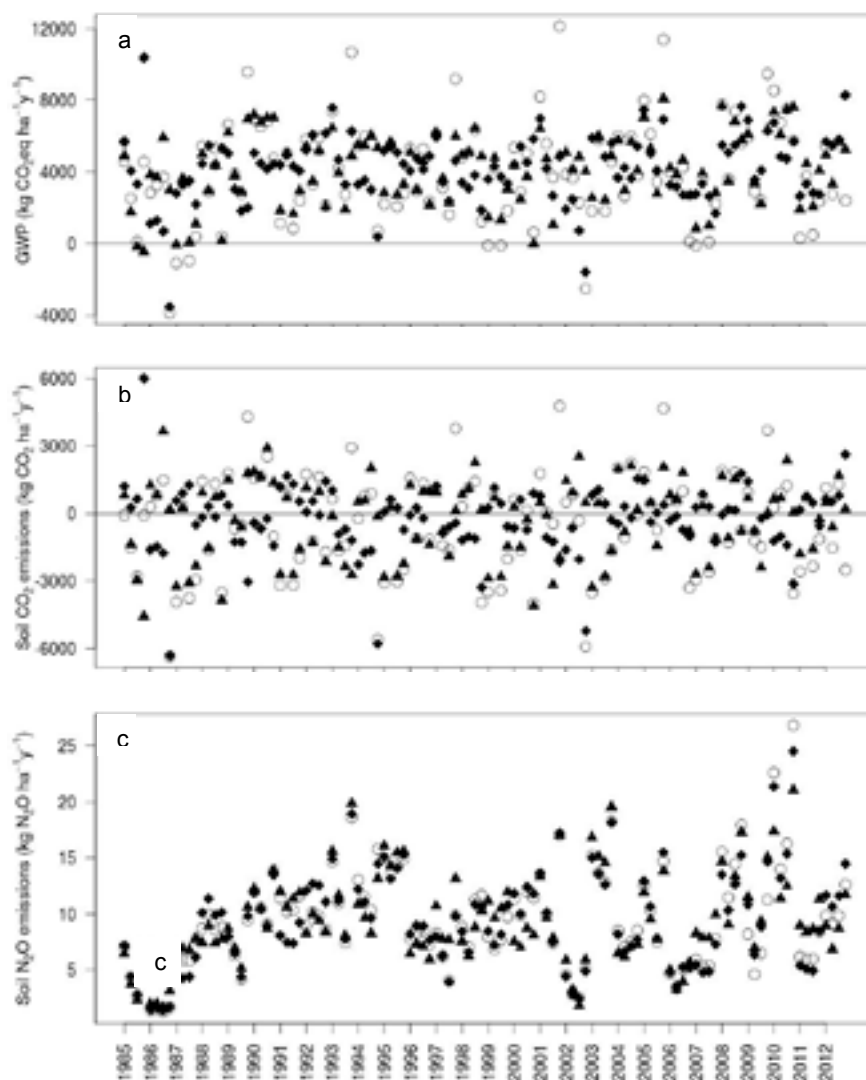 a
GWP (kg CO₂eq ha⁻¹y⁻¹)
12000
8000
4000
0
-4000
b
Soil CO₂ emissions (kg CO₂ ha⁻¹y⁻¹)
6000
3000
0
-3000
-6000
c
Soil N₂O emissions (kg N₂O ha⁻¹y⁻¹)
25
20
15
10
5
c
1985 1986 1987 1988 1989 1990 1991 1992 1993 1994 1995 1996 1997 1998 1999 2000 2001 2002 2003 2004 2005 2006 2007 2008 2009 2010 2011 2012